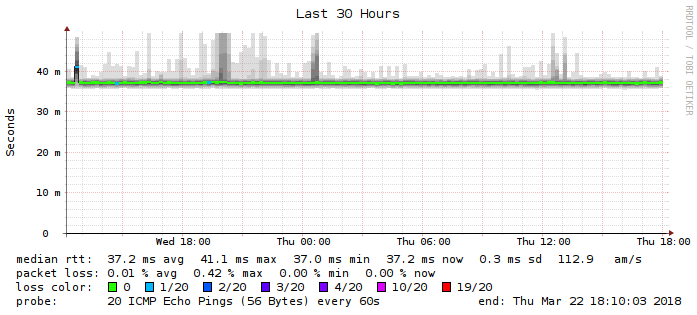 Last 30 Hours
RRDTOOL / TOBI OETIKER
Seconds
40 m
30 m
20 m
10 m
0
Wed 18:00 Thu 00:00 Thu 06:00 Thu 12:00 Thu 18:00
median rtt: 37.2 ms avg 41.1 ms max 37.0 ms min 37.2 ms now 0.3 ms sd 112.9 am/s
packet loss: 0.01 % avg 0.42 % max 0.00 % min 0.00 % now
loss color: 0 1/20 2/20 3/20 4/20 10/20 19/20
probe: 20 ICMP Echo Pings (56 Bytes) every 60s end: Thu Mar 22 18:10:03 2018